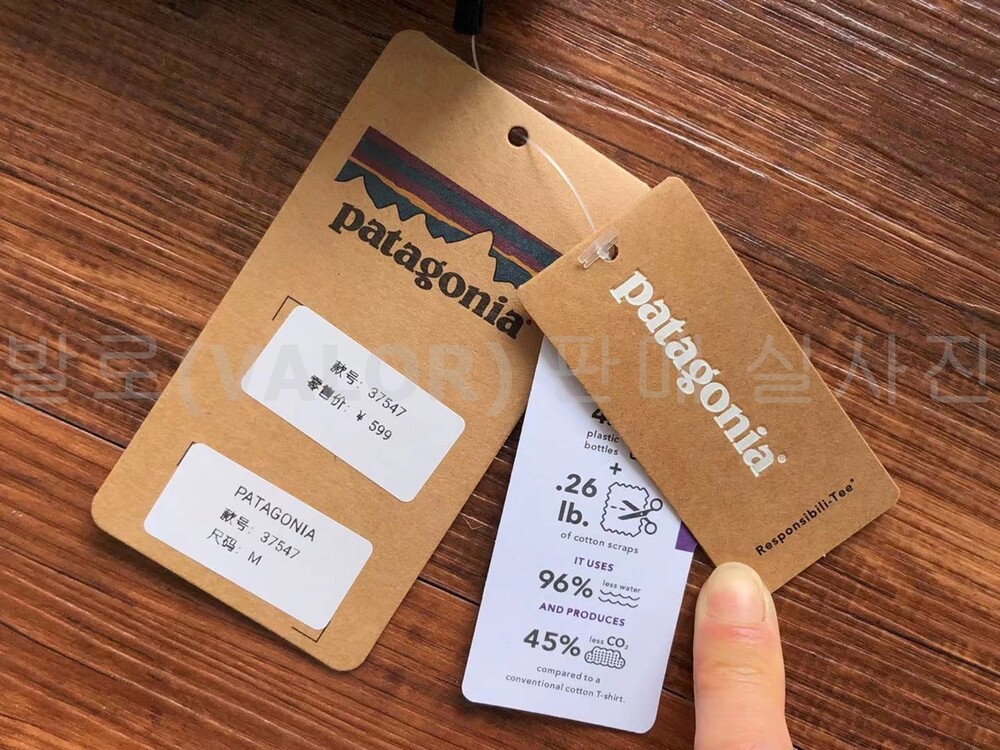 patagonia®
款号: 37547
零售价: ¥ 599
PATAGONIA
款号: 37547
尺码: M
patagonia®
Responsibili-Tee®
plastic
bottles
+
.26
lb.
of cotton scraps
IT USES
96% less water
AND PRODUCES
45% less CO₂
compared to a
conventional cotton T-shirt.
발로(VALOR)판매실사진